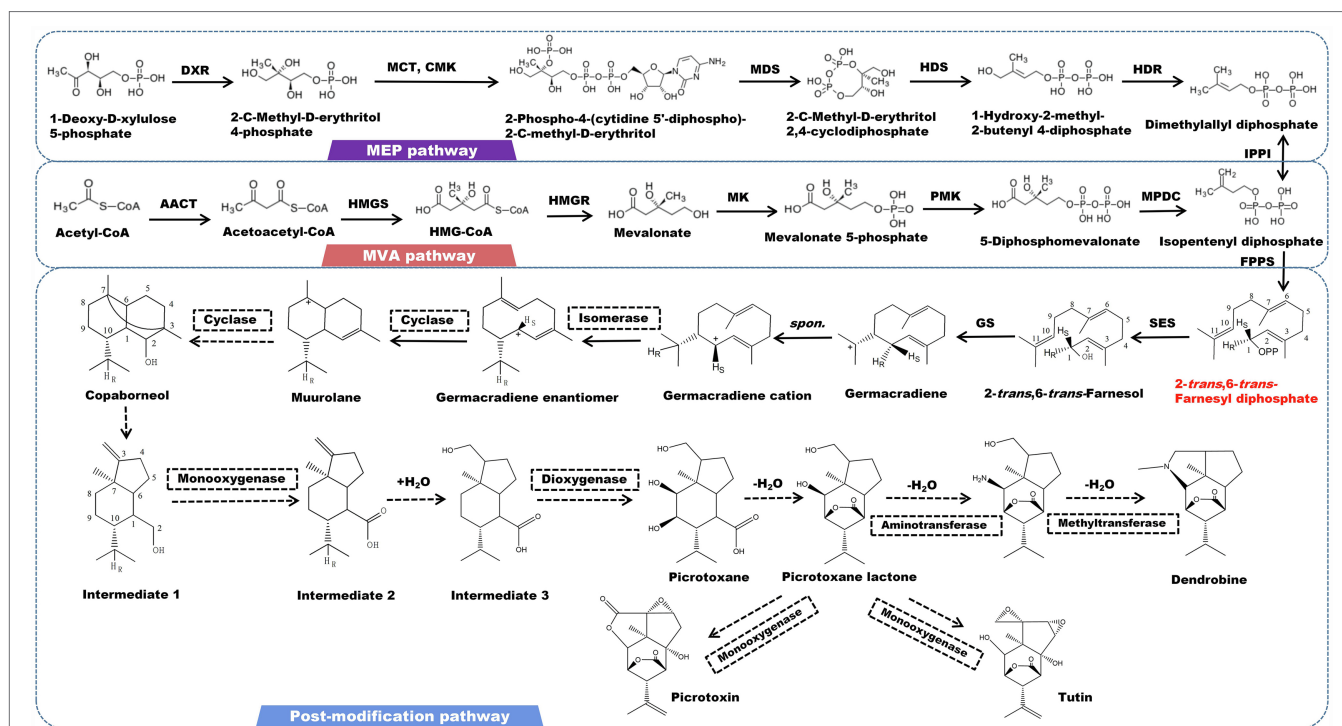 DXR
MCT, CMK
MDS
HDS
HDR
1-Deoxy-D-xylulose
5-phosphate
2-C-Methyl-D-erythritol
4-phosphate
2-Phospho-4-(cytidine 5'-diphospho)-
2-C-methyl-D-erythritol
2-C-Methyl-D-erythritol
2,4-cyclodiphosphate
1-Hydroxy-2-methyl-
2-butenyl 4-diphosphate
Dimethylallyl diphosphate
MEP pathway
IPPI
AACT
HMGS
HMGR
MK
PMK
MPDC
Acetyl-CoA
Acetoacetyl-CoA
HMG-CoA
Mevalonate
Mevalonate 5-phosphate
5-Diphosphomevalonate
Isopentenyl diphosphate
MVA pathway
FPPS
Cyclase
Cyclase
Isomerase
spon.
GS
SES
Copaborneol
Muurolane
Germacradiene enantiomer
Germacradiene cation
Germacradiene
2-trans,6-trans-Farnesol
2-trans,6-trans-
Farnesyl diphosphate
Monooxygenase
+H₂O
Dioxygenase
-H₂O
-H₂O
Aminotransferase
-H₂O
Methyltransferase
Intermediate 1
Intermediate 2
Intermediate 3
Picrotoxane
Picrotoxane lactone
Dendrobine
Monooxygenase
Monooxygenase
Picrotoxin
Tutin
Post-modification pathway